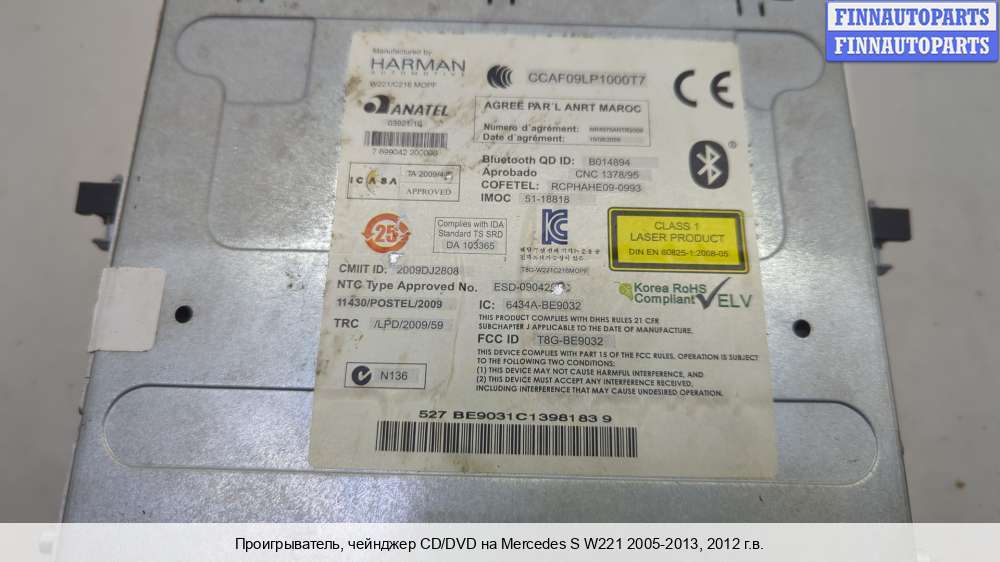 FINNAUTOPARTS
FINNAUTOPARTS
Manufactured by
HARMAN
AUTOMOTIVE
W221/C216 MOPF
CCAF09LP1000T7
CE
ANATEL
AGREE PAR L ANRT MAROC
Numero d'agrément:
Date d'agrément:
7 899042 200098
Bluetooth QD ID: B014894
Aprobado CNC 1378/95
COFETEL: RCPHAHE09-0993
IMOC 51-18818
ICASA
APPROVED
25
Complies with IDA
Standard TS SRD
DA 103365
CLASS 1
LASER PRODUCT
DIN EN 60825-1:2008-05
T8G-W221C216MOPF
CMIIT ID: 2009DJ2808
NTC Type Approved No.
Korea RoHS
Compliant
ELV
11430/POSTEL/2009
IC: 6434A-BE9032
THIS PRODUCT COMPLIES WITH DHHS RULES 21 CFR
SUBCHAPTER J APPLICABLE TO THE DATE OF MANUFACTURE.
TRC /LPD/2009/59
FCC ID T8G-BE9032
THIS DEVICE COMPLIES WITH PART 15 OF THE FCC RULES, OPERATION IS SUBJECT
TO THE FOLLOWING TWO CONDITIONS:
(1) THIS DEVICE MAY NOT CAUSE HARMFUL INTERFERENCE, AND
(2) THIS DEVICE MUST ACCEPT ANY INTERFERENCE RECEIVED,
INCLUDING INTERFERENCE THAT MAY CAUSE UNDESIRED OPERATION.
N136
527 BE9031C1398183 9
Проигрыватель, чейнджер CD/DVD на Mercedes S W221 2005-2013, 2012 г.в.